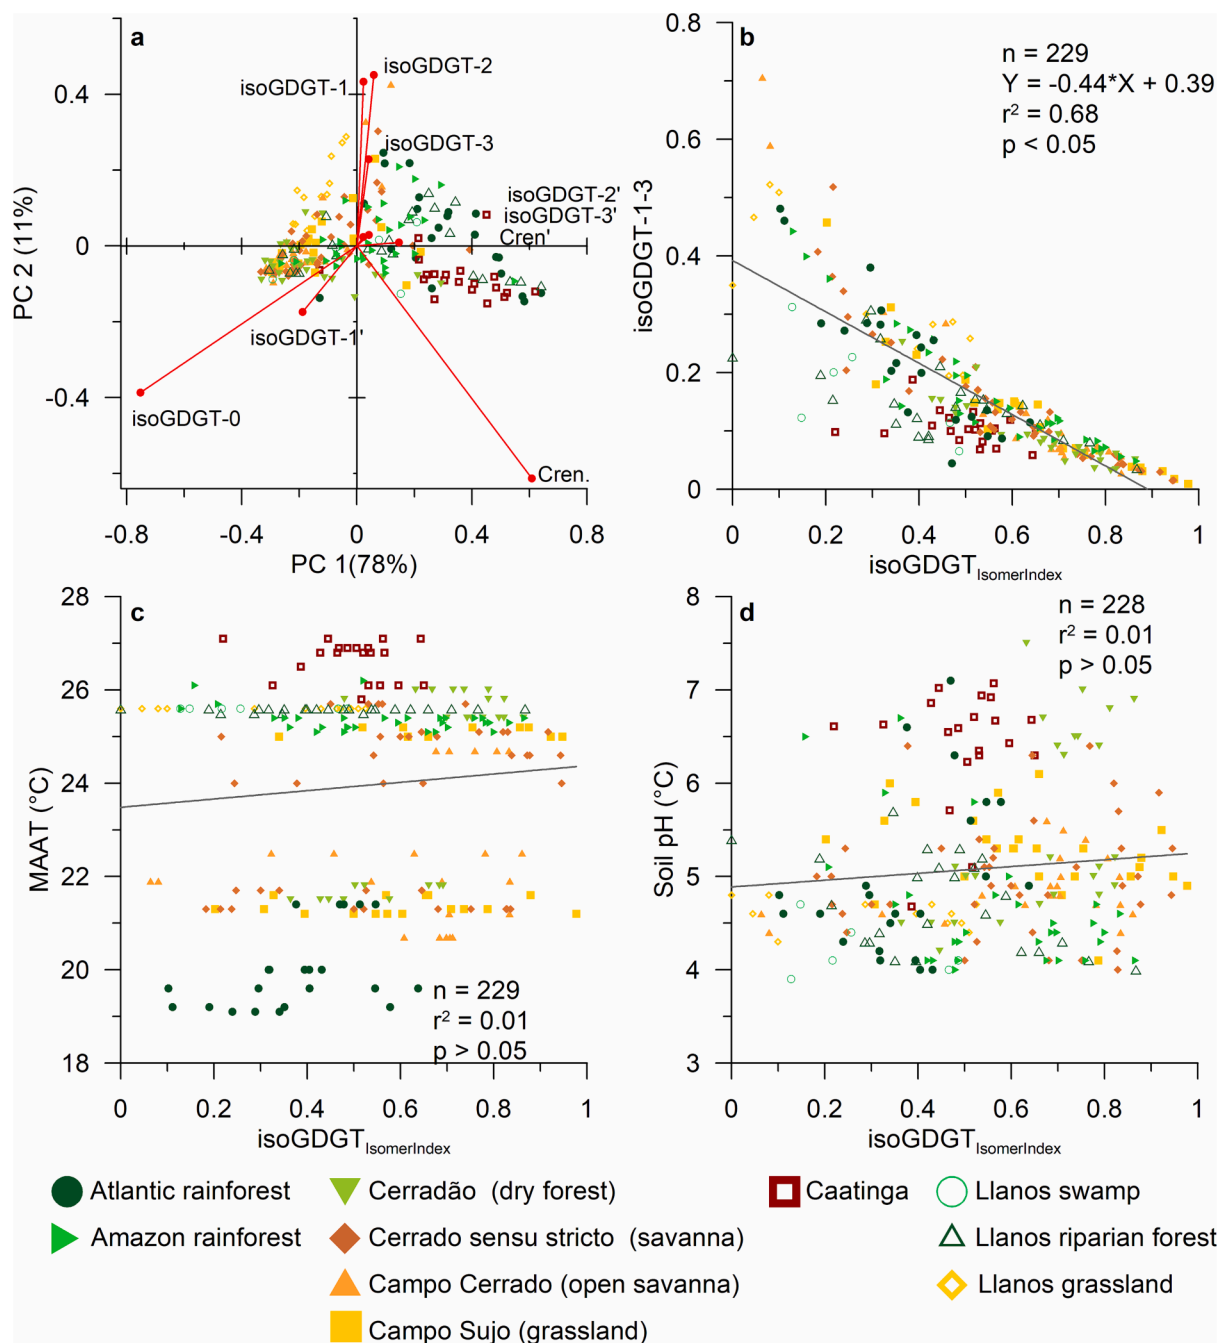 a
isoGDGT-2
isoGDGT-1
isoGDGT-3
isoGDGT-2'
isoGDGT-3'
Cren'
isoGDGT-1'
isoGDGT-0
Cren.
0.4
0
-0.4
PC 2 (11%)
-0.8 -0.4 0 0.4 0.8
PC 1(78%)
b
n = 229
Y = -0.44*X + 0.39
r² = 0.68
p < 0.05
0.8
0.6
0.4
0.2
0
isoGDGT-1-3
0 0.2 0.4 0.6 0.8 1
isoGDGT IsomerIndex
c
28
26
24
22
20
18
MAAT (°C)
n = 229
r² = 0.01
p > 0.05
0 0.2 0.4 0.6 0.8 1
isoGDGT IsomerIndex
d
n = 228
r² = 0.01
p > 0.05
8
7
6
5
4
3
Soil pH (°C)
0 0.2 0.4 0.6 0.8 1
isoGDGT IsomerIndex
Atlantic rainforest
Amazon rainforest
Cerradão (dry forest)
Cerrado sensu stricto (savanna)
Campo Cerrado (open savanna)
Campo Sujo (grassland)
Caatinga
Llanos swamp
Llanos riparian forest
Llanos grassland